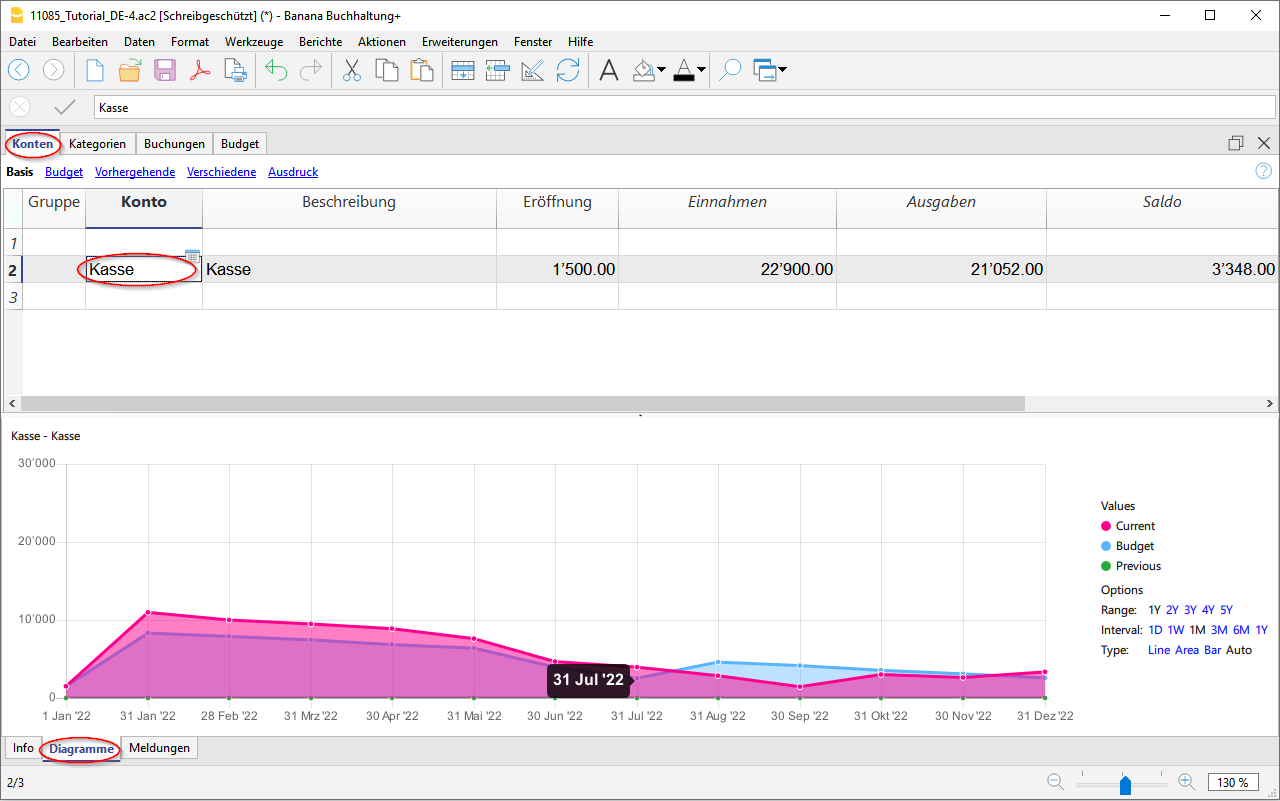 11085_Tutorial_DE-4.ac2 [Schreibgeschützt] (*) - Banana Buchhaltung+
Datei Bearbeiten Daten Format Werkzeuge Berichte Aktionen Erweiterungen Fenster Hilfe
Kasse
Konten Kategorien Buchungen Budget
Basis Budget Vorhergehende Verschiedene Ausdruck
Gruppe Konto Beschreibung Eröffnung Einnahmen Ausgaben Saldo
1
2 Kasse Kasse 1’500.00 22’900.00 21’052.00 3’348.00
3
Kasse - Kasse
30’000
20’000
10’000
0
1 Jan '22 31 Jan '22 28 Feb '22 31 Mrz '22 30 Apr '22 31 Mai '22 30 Jun '22 31 Jul '22 31 Aug '22 30 Sep '22 31 Okt '22 30 Nov '22 31 Dez '22
31 Jul '22
Values
Current
Budget
Previous
Options
Range: 1Y 2Y 3Y 4Y 5Y
Interval: 1D 1W 1M 3M 6M 1Y
Type: Line Area Bar Auto
Info Diagramme Meldungen
2/3
130 %